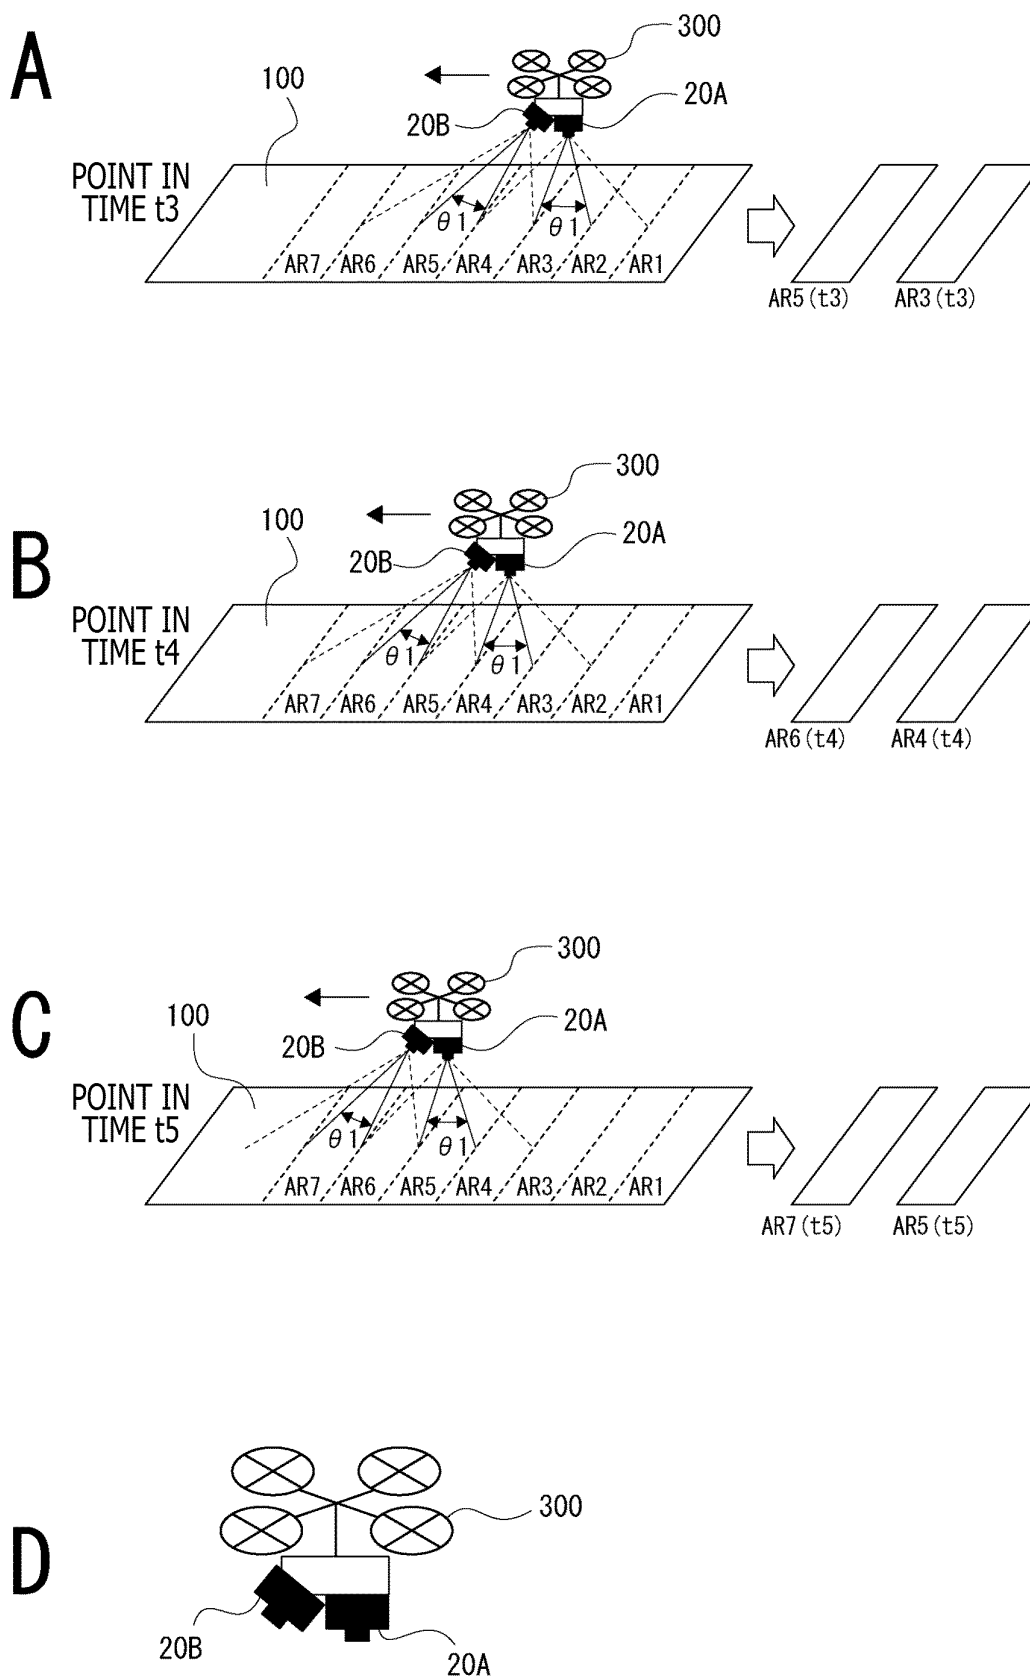 A
300
100
20A
20B
POINT IN
TIME t3
θ1
θ1
AR7 AR6 AR5 AR4 AR3 AR2 AR1
AR5(t3) AR3(t3)
300
B
100
20A
20B
POINT IN
TIME t4
θ1
θ1
AR7 AR6 AR5 AR4 AR3 AR2 AR1
AR6(t4) AR4(t4)
300
C
100
20A
20B
POINT IN
TIME t5
θ1
θ1
AR7 AR6 AR5 AR4 AR3 AR2 AR1
AR7(t5) AR5(t5)
300
D
20B
20A